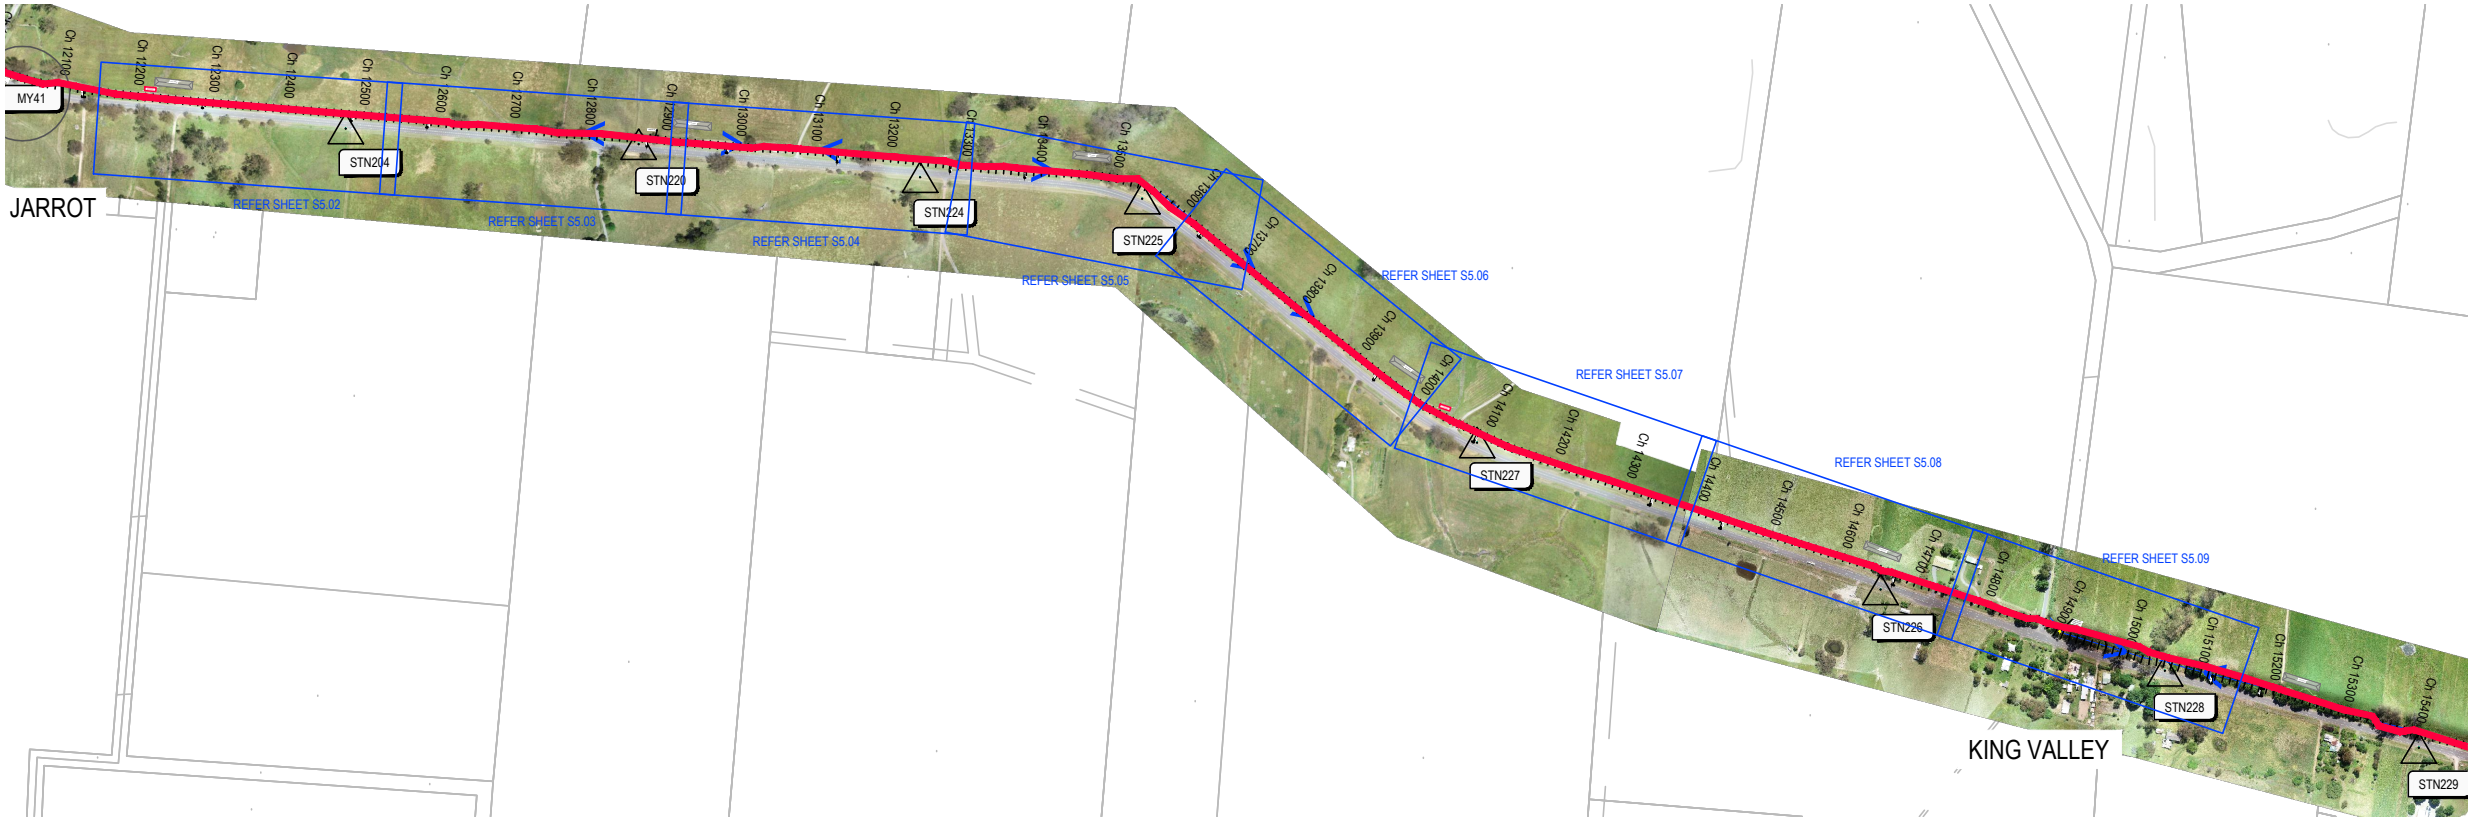 Ch 12100
Ch 12200
Ch 12300
Ch 12400
Ch 12500
Ch 12600
Ch 12700
Ch 12800
Ch 12900
Ch 13000
Ch 13100
Ch 13200
Ch 13300
Ch 13400
Ch 13500
Ch 13600
Ch 13700
Ch 13800
Ch 13900
Ch 14000
Ch 14100
Ch 14200
Ch 14300
Ch 14400
Ch 14500
Ch 14600
Ch 14700
Ch 14800
Ch 14900
Ch 15000
Ch 15100
Ch 15200
Ch 15300
Ch 15400
MY41
STN204
STN220
STN224
STN225
STN227
STN226
STN228
STN229
JARROT
REFER SHEET S5.02
REFER SHEET S5.03
REFER SHEET S5.04
REFER SHEET S5.05
REFER SHEET S5.06
REFER SHEET S5.07
REFER SHEET S5.08
REFER SHEET S5.09
KING VALLEY